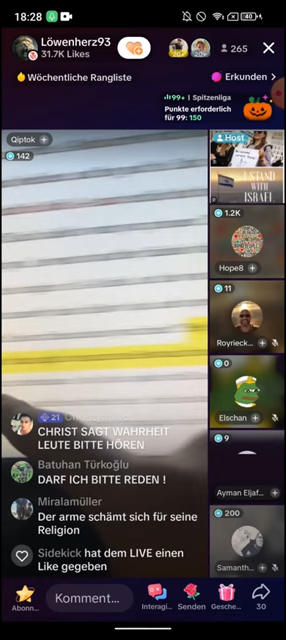 18:28
40
Löwenherz93
31.7K Likes
265
Wöchentliche Rangliste
Erkunden >
99+ | Spitzenliga
Punkte erforderlich
für 99: 150
Qiptok +
142
Host
I STAND
WITH
ISRAEL
1.2K
Hope8 +
11
Royrieck... +
0
Elschan +
9
Ayman Eljaf... +
200
Samanth... +
21
CHRIST SAGT WAHRHEIT
LEUTE BITTE HÖREN
Batuhan Türkoğlu
DARF ICH BITTE REDEN !
Miralamüller
Der arme schämt sich für seine
Religion
Sidekick hat dem LIVE einen
Like gegeben
Abonn...
Komment...
Interagi...
Senden
Gesche...
30